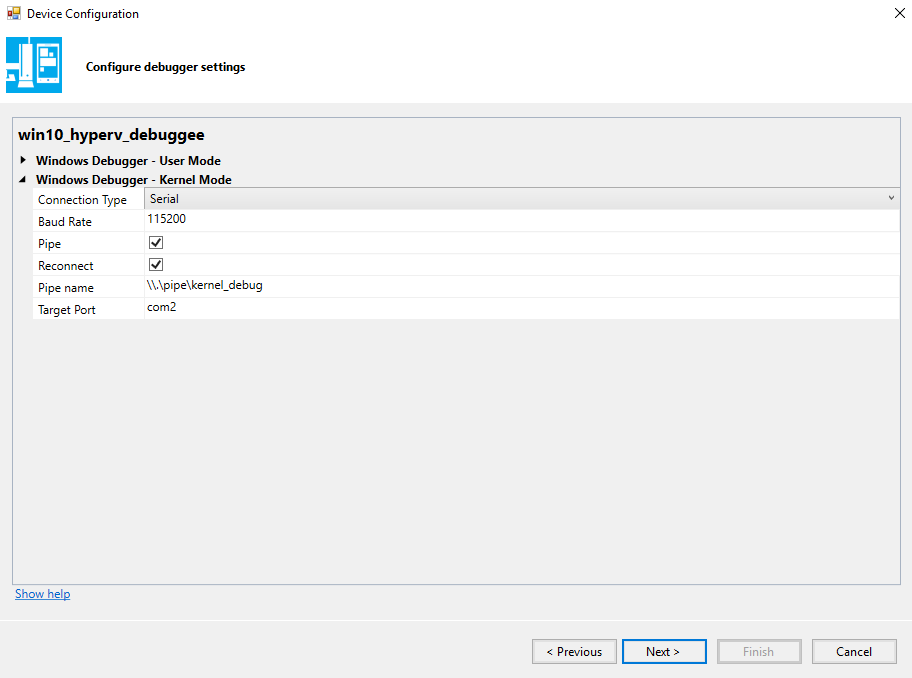 Device Configuration
Configure debugger settings
win10_hyperv_debuggee
Windows Debugger - User Mode
Windows Debugger - Kernel Mode
Connection Type Serial
Baud Rate 115200
Pipe
Reconnect
Pipe name \\.\pipe\kernel_debug
Target Port com2
Show help
< Previous Next > Finish Cancel